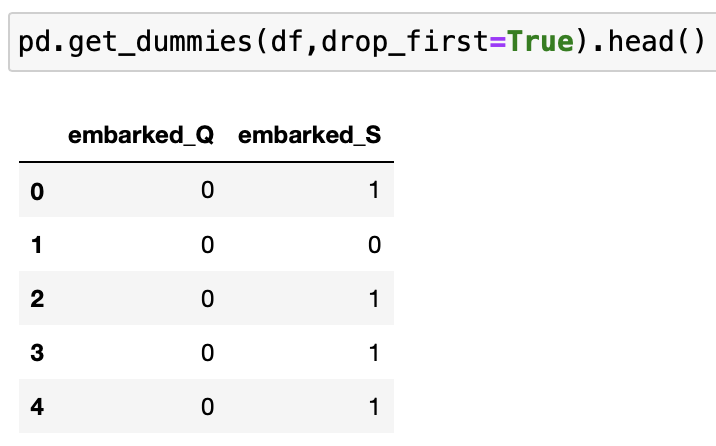 pd.get_dummies(df,drop_first=True).head()
embarked_Q embarked_S
0 0 1
1 0 0
2 0 1
3 0 1
4 0 1